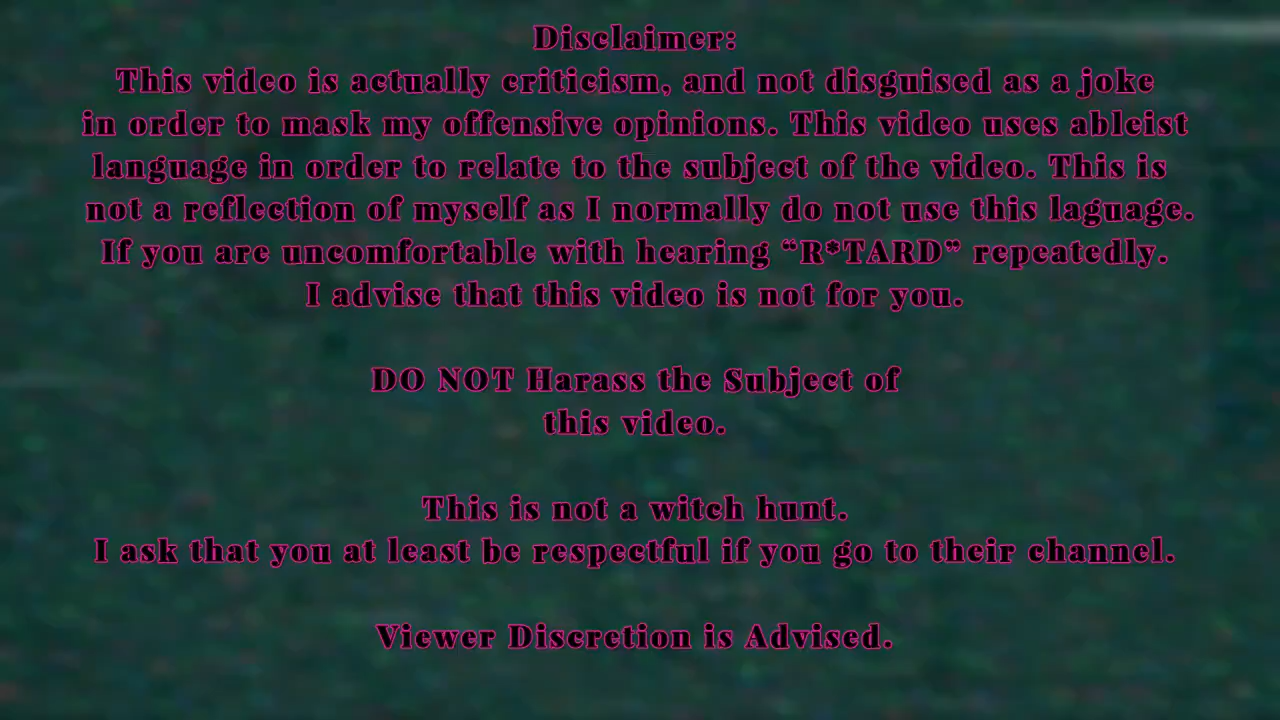 Disclaimer:
This video is actually criticism, and not disguised as a joke
in order to mask my offensive opinions. This video uses ableist
language in order to relate to the subject of the video. This is
not a reflection of myself as I normally do not use this laguage.
If you are uncomfortable with hearing “R*TARD” repeatedly.
I advise that this video is not for you.
DO NOT Harass the Subject of
this video.
This is not a witch hunt.
I ask that you at least be respectful if you go to their channel.
Viewer Discretion is Advised.